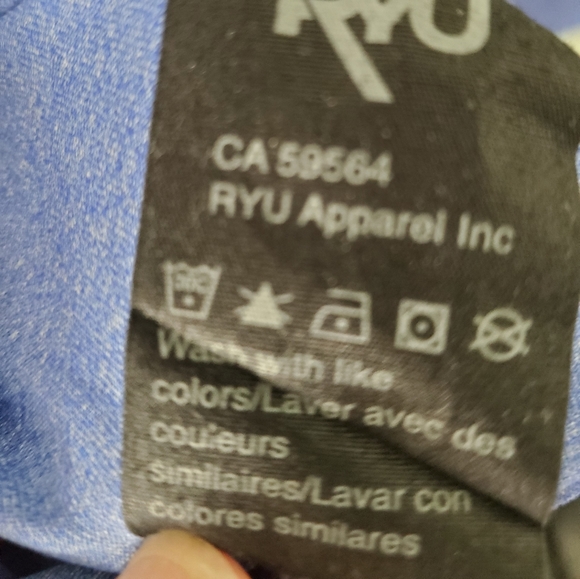 RYU
CA 59564
RYU Apparel Inc
30C
Wash with like
colors/Laver avec des
couleurs
similaires/Lavar con
colores similares